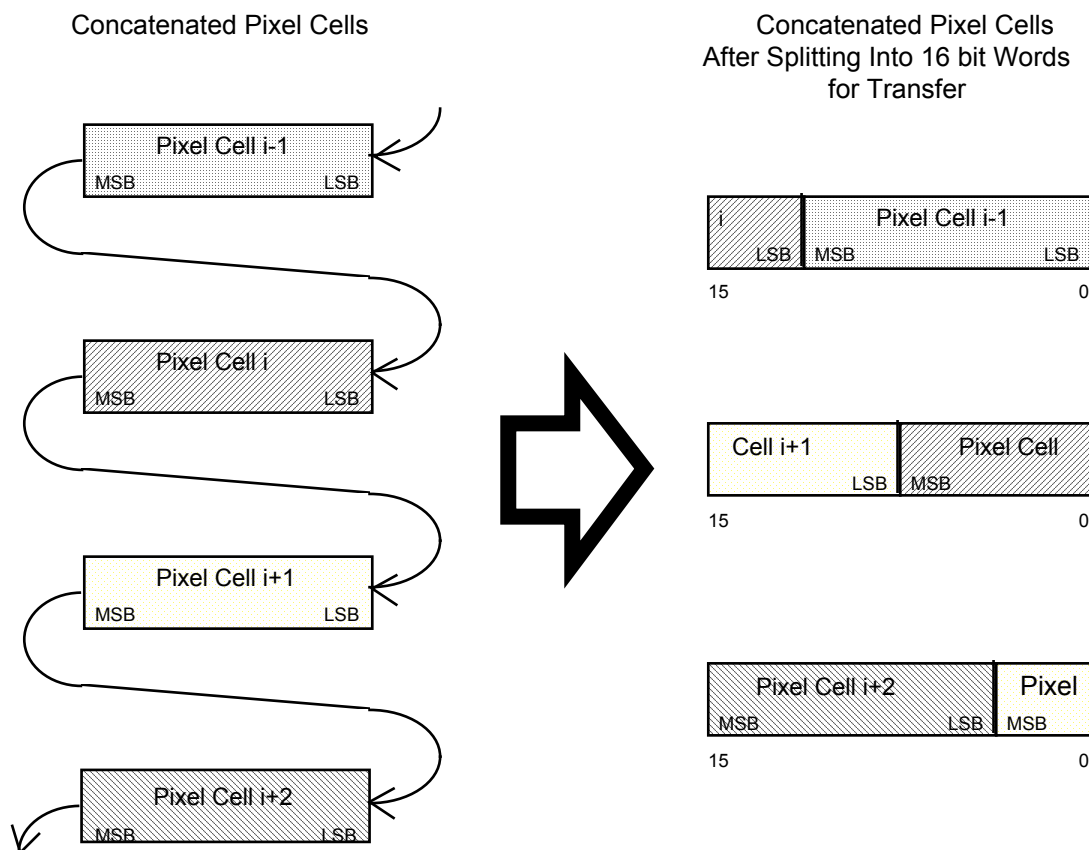 Concatenated Pixel Cells
Pixel Cell i-1
MSB LSB
Pixel Cell i
MSB LSB
Pixel Cell i+1
MSB LSB
Pixel Cell i+2
MSB LSB
Concatenated Pixel Cells
After Splitting Into 16 bit Words
for Transfer
i Pixel Cell i-1
LSB MSB LSB
15 0
Cell i+1 Pixel Cell
LSB MSB
15 0
Pixel Cell i+2 Pixel
MSB LSB MSB
15 0